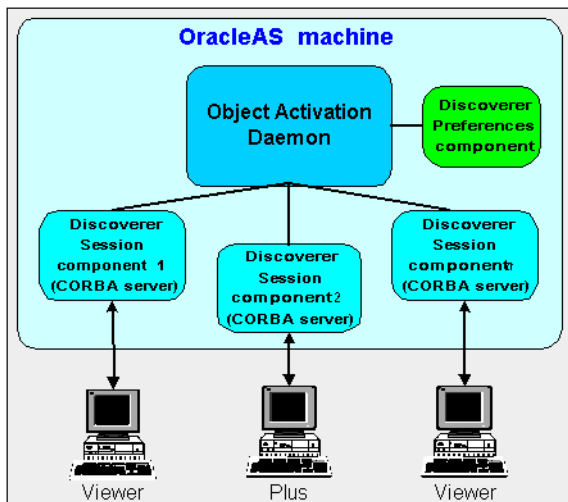 OracleAS machine
Object Activation
Daemon
Discoverer
Preferences
component
Discoverer
Session
component 1
(CORBA server)
Discoverer
Session
component2
(CORBA server)
Discoverer
Session
componentn
(CORBA server)
Viewer
Plus
Viewer